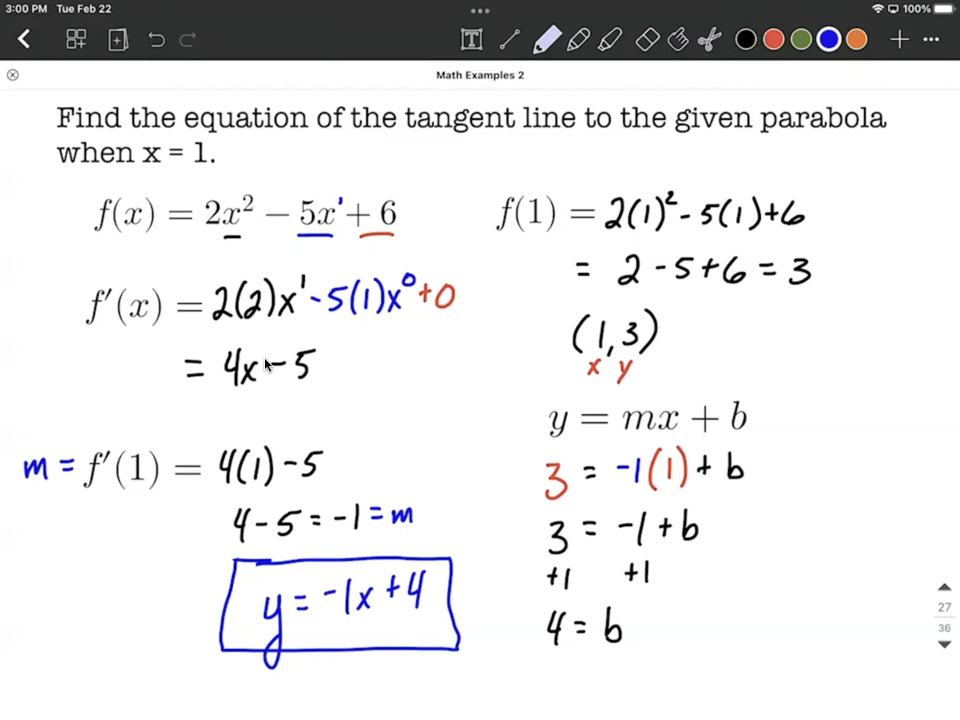 3:00 PM Tue Feb 22
100%
Math Examples 2
Find the equation of the tangent line to the given parabola
when x = 1.
f(x) = 2x² − 5x¹ + 6
f′(x) = 2(2)x¹ - 5(1)x⁰ + 0
= 4x - 5
m = f′(1) = 4(1) - 5
4 - 5 = -1 = m
y = -1x + 4
f(1) = 2(1)² - 5(1) + 6
= 2 - 5 + 6 = 3
(1, 3)
x y
y = mx + b
3 = -1(1) + b
3 = -1 + b
+1 +1
4 = b
27
36